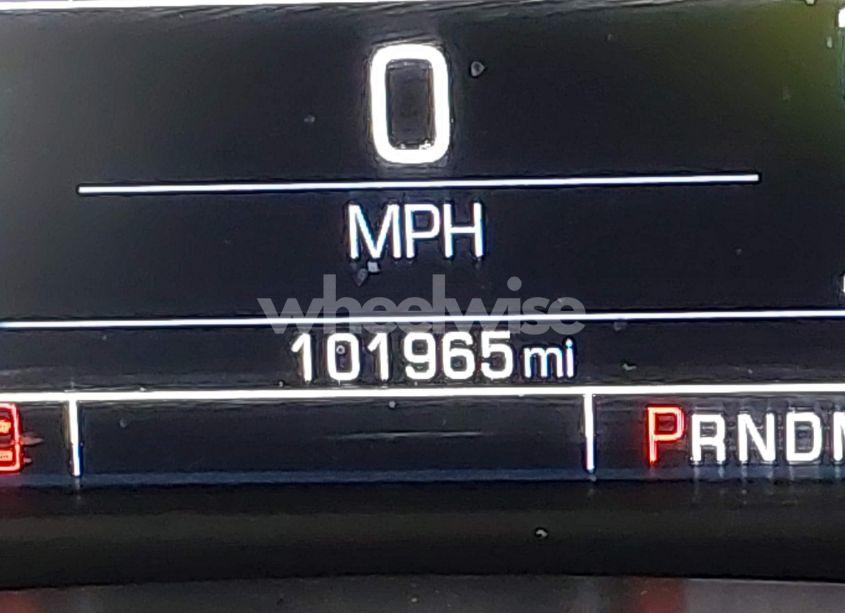 0
MPH
wheelwise
101965mi
PRNDM